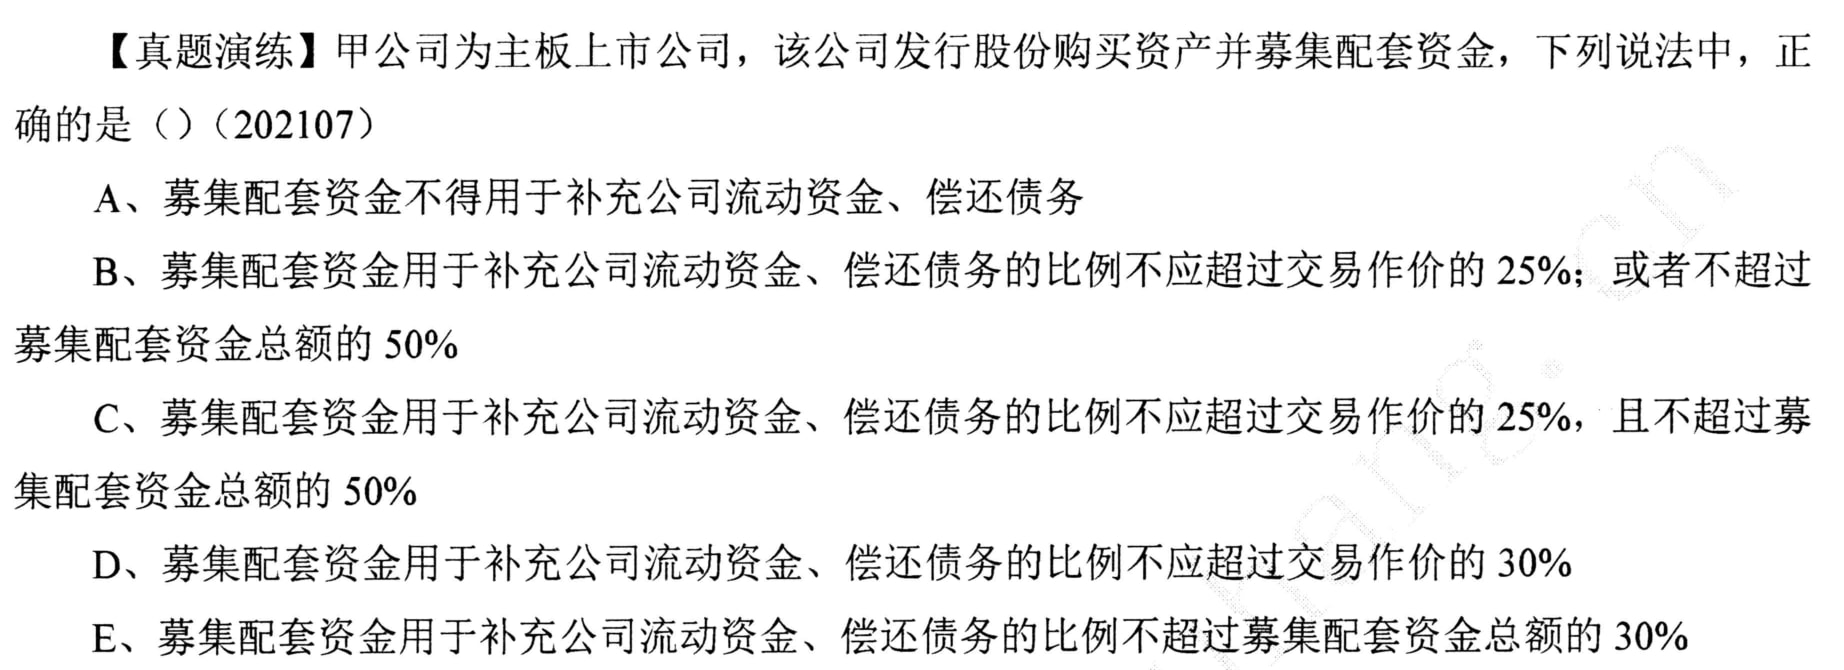 【真题演练】甲公司为主板上市公司，该公司发行股份购买资产并募集配套资金，下列说法中，正
确的是（）（202107）
A、募集配套资金不得用于补充公司流动资金、偿还债务
B、募集配套资金用于补充公司流动资金、偿还债务的比例不应超过交易作价的 25%；或者不超过
募集配套资金总额的 50%
C、募集配套资金用于补充公司流动资金、偿还债务的比例不应超过交易作价的 25%，且不超过募
集配套资金总额的 50%
D、募集配套资金用于补充公司流动资金、偿还债务的比例不应超过交易作价的 30%
E、募集配套资金用于补充公司流动资金、偿还债务的比例不超过募集配套资金总额的 30%